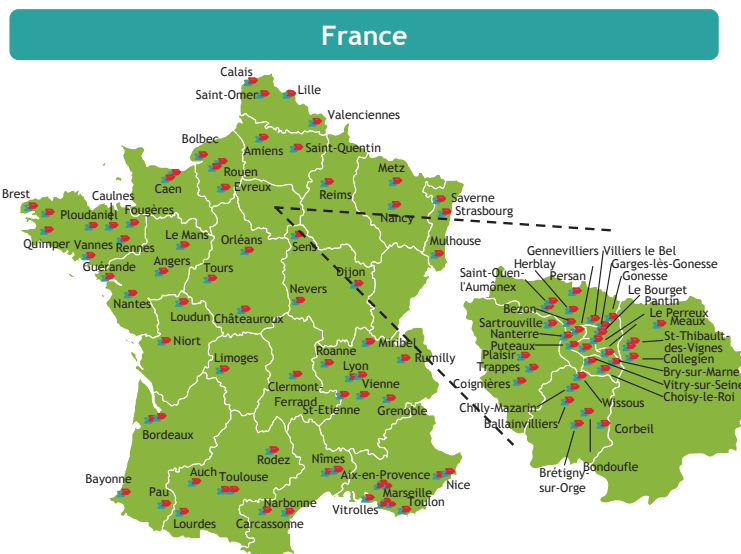 France
Calais
Saint-Omer
Lille
Valenciennes
Bolbec
Amiens
Saint-Quentin
Rouen
Metz
Caen
Evreux
Reims
Saverne
Brest
Caulnes
Nancy
Strasbourg
Ploudaniel
Fougères
Quimper
Vannes
Rennes
Le Mans
Orléans
Sens
Mulhouse
Guérande
Angers
Tours
Dijon
Nantes
Nevers
Loudun
Châteauroux
Niort
Roanne
Miribel
Limoges
Lyon
Rumilly
Clermont-
Ferrand
Vienne
St-Etienne
Grenoble
Bordeaux
Rodez
Nîmes
Bayonne
Auch
Toulouse
Aix-en-Provence
Nice
Pau
Narbonne
Marseille
Lourdes
Carcassonne
Vitrolles
Toulon
Gennevilliers
Villiers le Bel
Herblay
Garges-lès-Gonesse
Saint-Ouen-
l'Aumônex
Persan
Gonesse
Le Bourget
Bezon
Pantin
Sartrouville
Le Perreux
Nanterre
Meaux
Puteaux
St-Thibault-
des-Vignes
Plaisir
Collegien
Trappes
Bry-sur-Marne
Coignières
Vitry-sur-Seine
Choisy-le-Roi
Chilly-Mazarin
Wissous
Ballainvilliers
Corbeil
Bondoufle
Brétigny-
sur-Orge